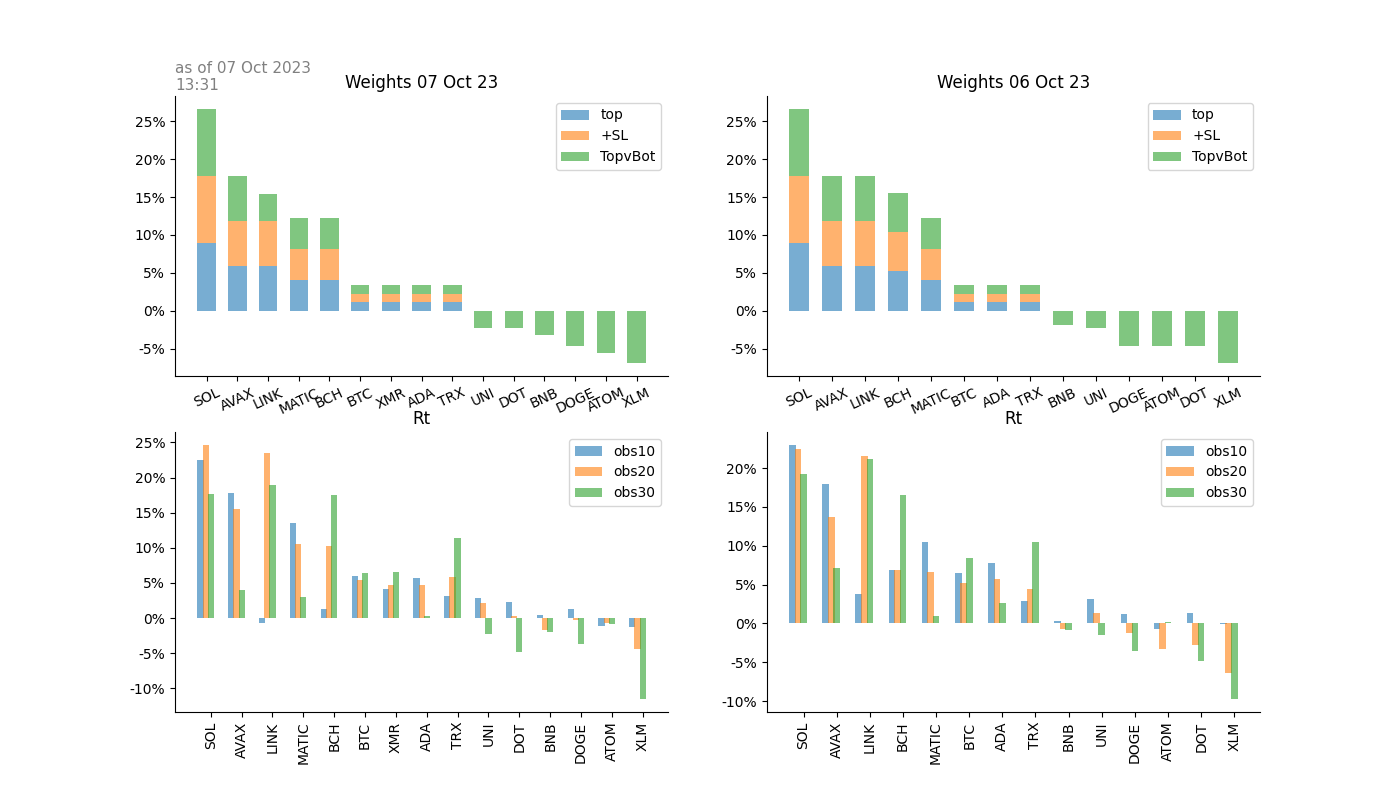 as of 07 Oct 2023
13:31
Weights 07 Oct 23
top
+SL
TopvBot
25%
20%
15%
10%
5%
0%
-5%
SOL AVAX LINK MATIC BCH BTC XMR ADA TRX UNI DOT BNB DOGE ATOM XLM
Weights 06 Oct 23
top
+SL
TopvBot
25%
20%
15%
10%
5%
0%
-5%
SOL AVAX LINK BCH MATIC BTC ADA TRX BNB UNI DOGE ATOM DOT XLM
Rt
obs10
obs20
obs30
25%
20%
15%
10%
5%
0%
-5%
-10%
SOL AVAX LINK MATIC BCH BTC XMR ADA TRX UNI DOT BNB DOGE ATOM XLM
Rt
obs10
obs20
obs30
20%
15%
10%
5%
0%
-5%
-10%
SOL AVAX LINK BCH MATIC BTC ADA TRX BNB UNI DOGE ATOM DOT XLM